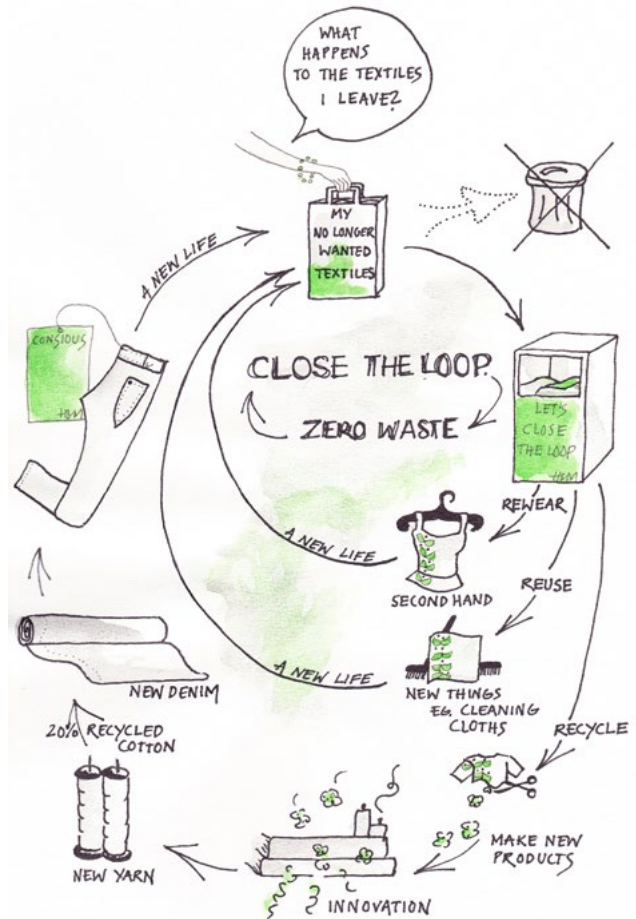 WHAT
HAPPENS
TO THE TEXTILES
I LEAVE?
MY
NO LONGER
WANTED
TEXTILES
A NEW LIFE
CONSIOUS
H&M
CLOSE THE LOOP
ZERO WASTE
LET'S
CLOSE
THE LOOP
H&M
REWEAR
A NEW LIFE
SECOND HAND
REUSE
A NEW LIFE
NEW THINGS
EG. CLEANING
CLOTHS
NEW DENIM
20% RECYCLED
COTTON
RECYCLE
MAKE NEW
PRODUCTS
NEW YARN
INNOVATION